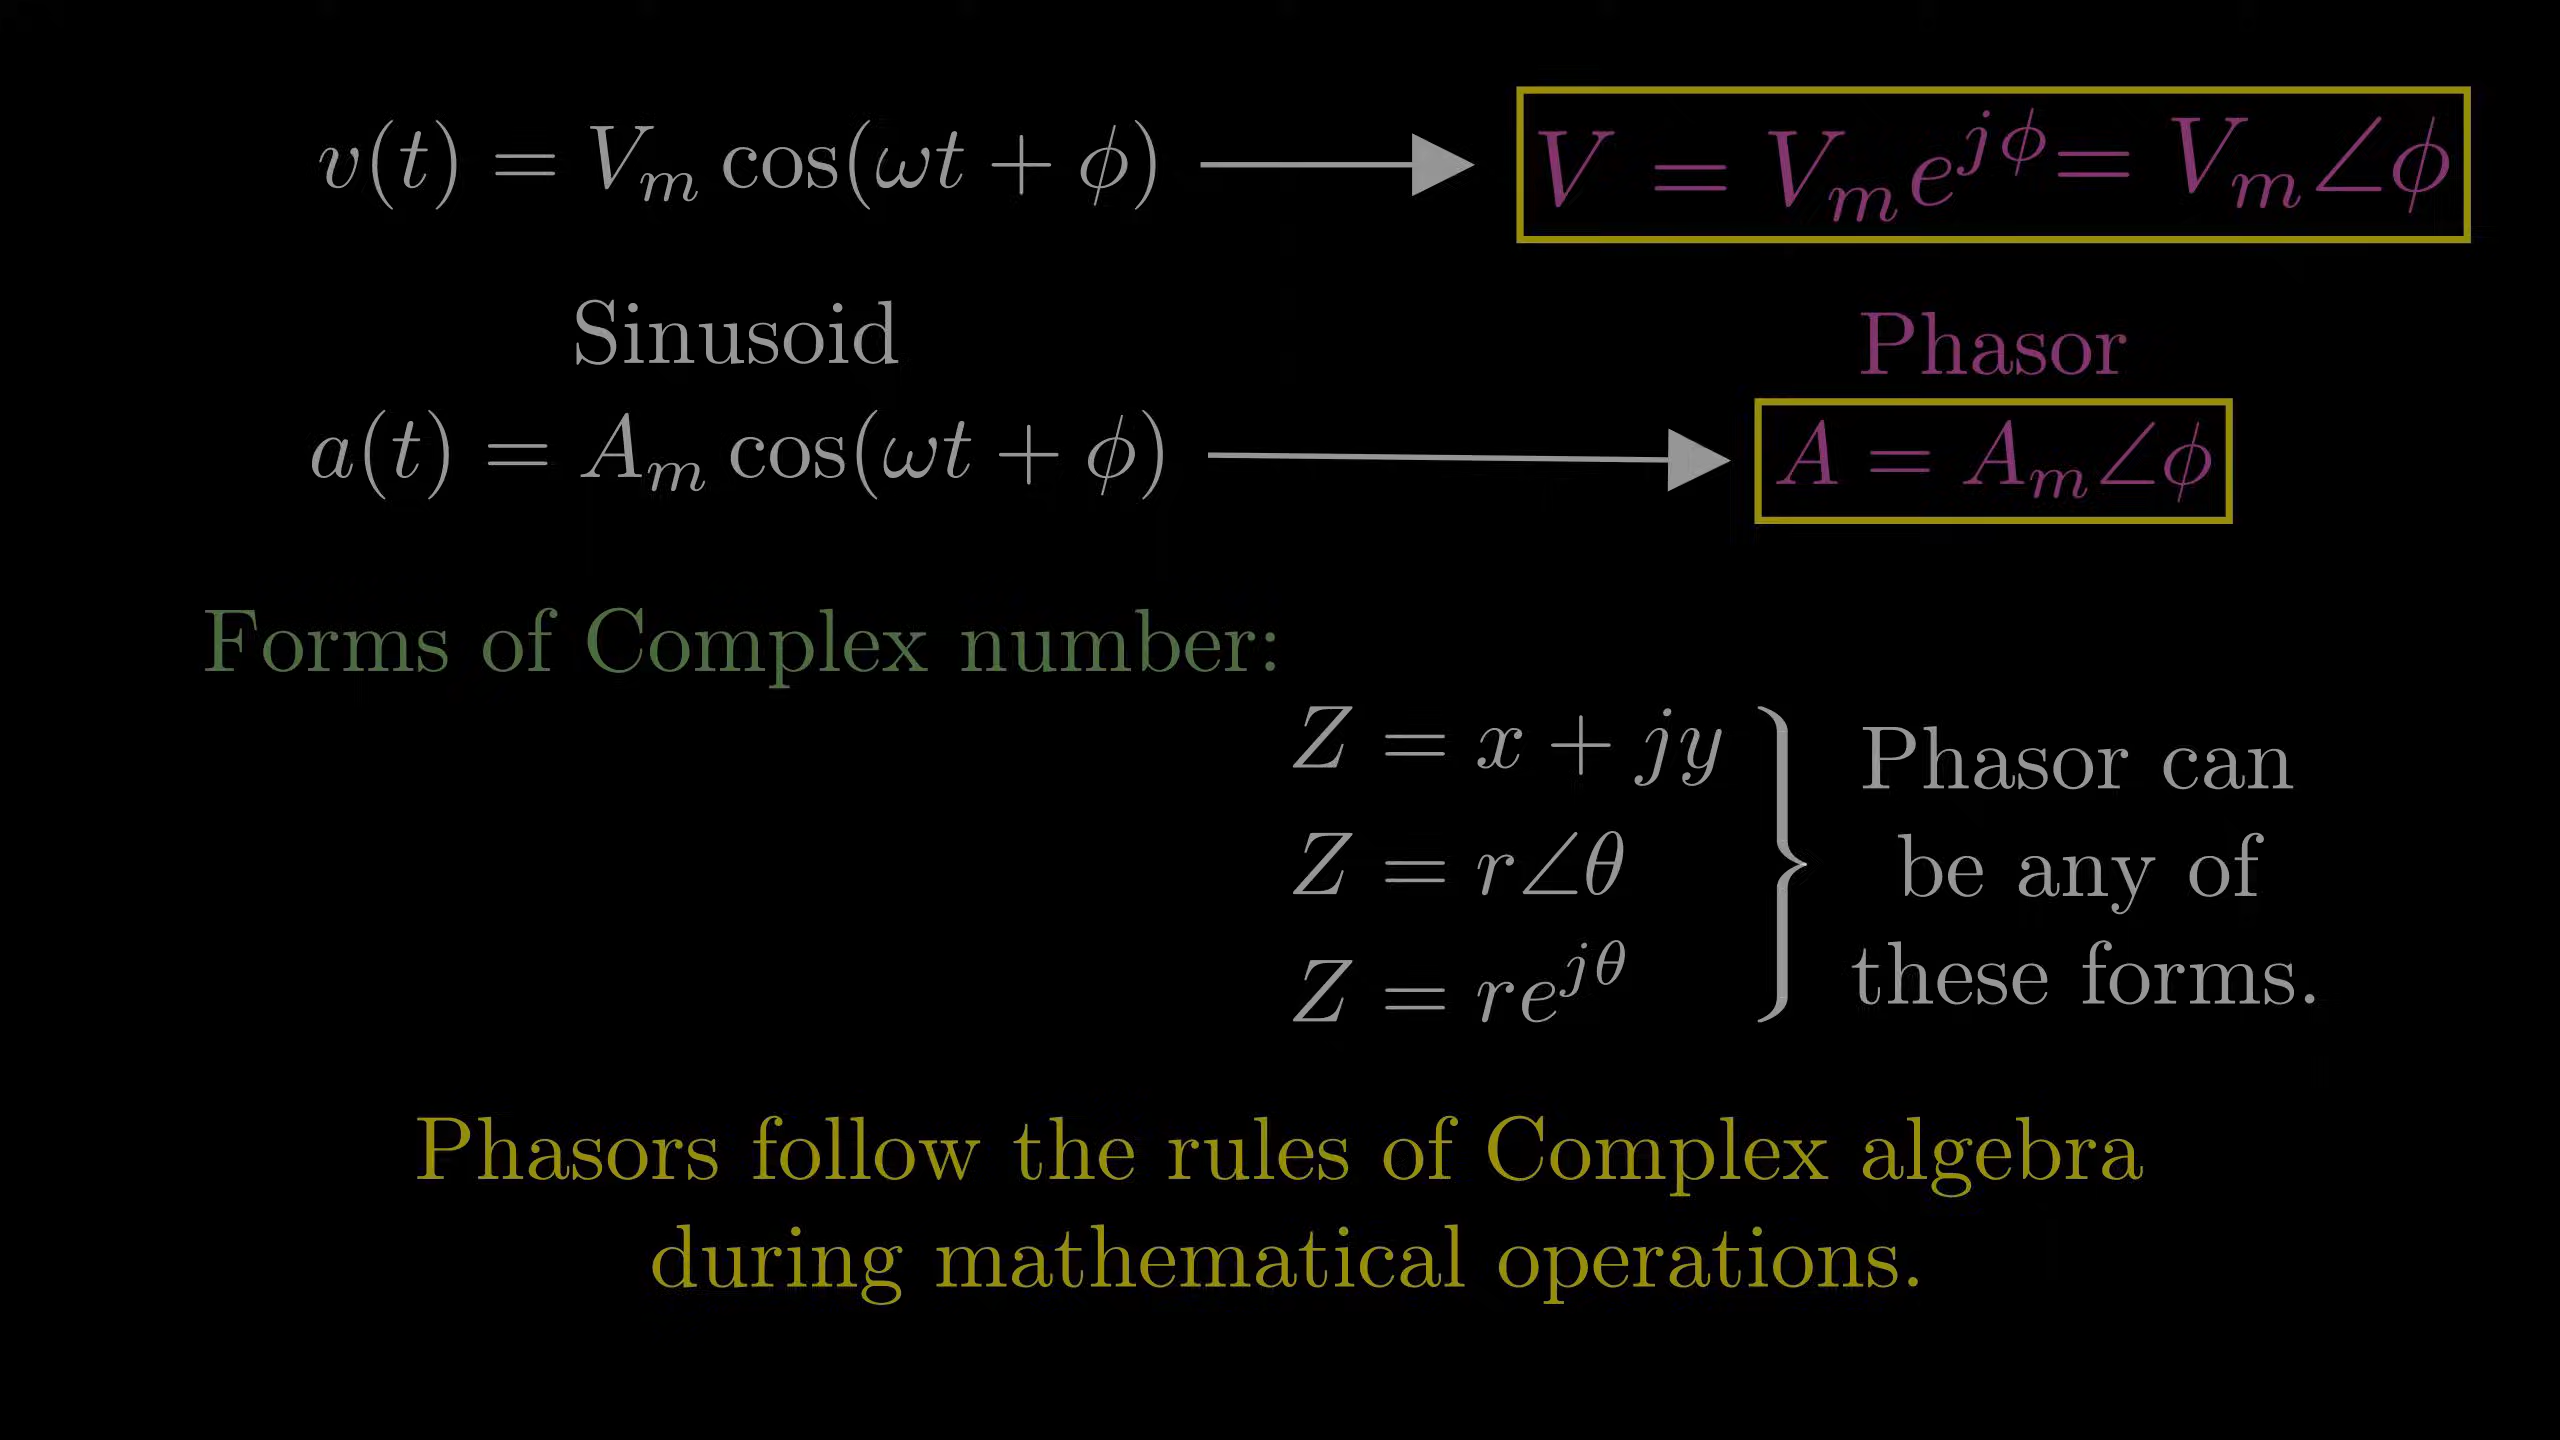 v(t) = V_m cos(ωt + ϕ)
V = V_m e^{jϕ} = V_m∠ϕ
Sinusoid
Phasor
a(t) = A_m cos(ωt + ϕ)
A = A_m∠ϕ
Forms of Complex number:
Z = x + jy
Z = r∠θ
Z = re^{jθ}
Phasor can
be any of
these forms.
Phasors follow the rules of Complex algebra
during mathematical operations.